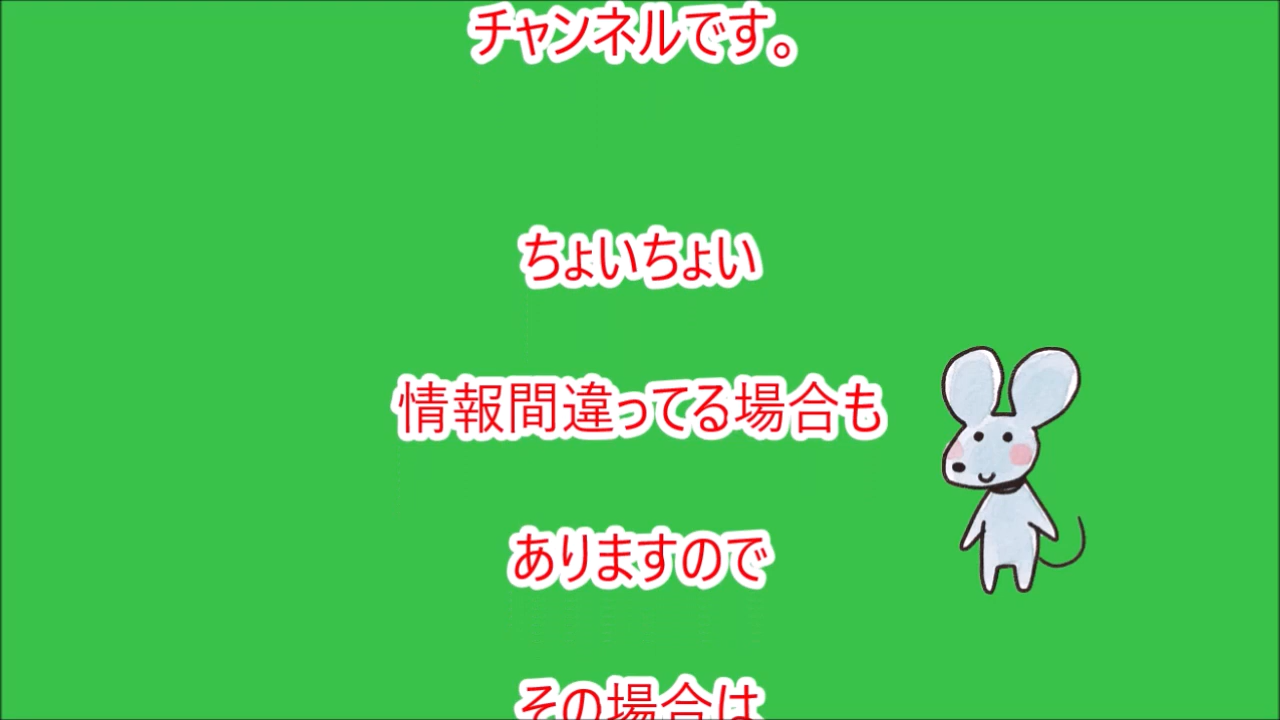 チャンネルです。
ちょいちょい
情報間違ってる場合も
ありますので
その場合は